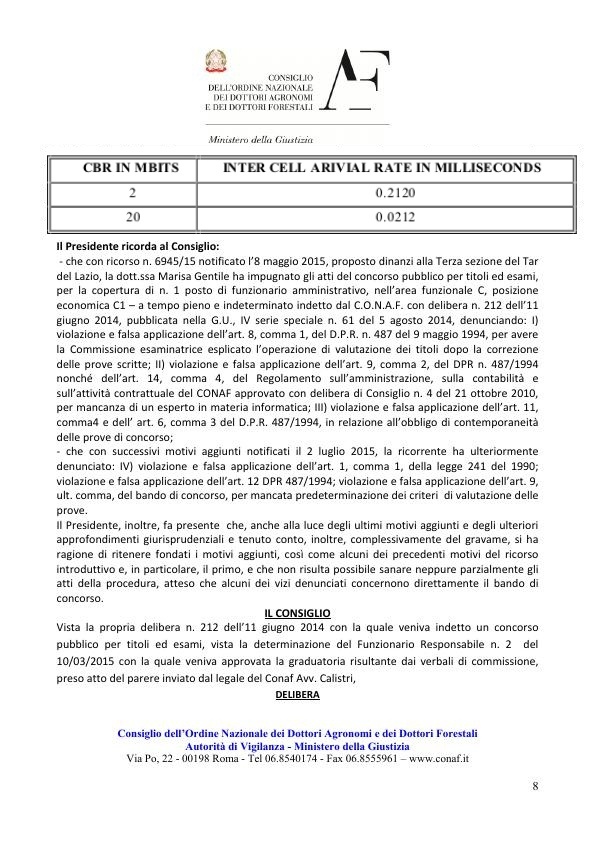 CONSIGLIO
DELL'ORDINE NAZIONALE
DEI DOTTORI AGRONOMI
E DEI DOTTORI FORESTALI
AF
Ministero della Giustizia
CBR IN MBITS INTER CELL ARIVIAL RATE IN MILLISECONDS
2 0.2120
20 0.0212
Il Presidente ricorda al Consiglio:
- che con ricorso n. 6945/15 notificato l'8 maggio 2015, proposto dinanzi alla Terza sezione del Tar
del Lazio, la dott.ssa Marisa Gentile ha impugnato gli atti del concorso pubblico per titoli ed esami,
per la copertura di n. 1 posto di funzionario amministrativo, nell'area funzionale C, posizione
economica C1 – a tempo pieno e indeterminato indetto dal C.O.N.A.F. con delibera n. 212 dell'11
giugno 2014, pubblicata nella G.U., IV serie speciale n. 61 del 5 agosto 2014, denunciando: I)
violazione e falsa applicazione dell'art. 8, comma 1, del D.P.R. n. 487 del 9 maggio 1994, per avere
la Commissione esaminatrice esplicato l'operazione di valutazione dei titoli dopo la correzione
delle prove scritte; II) violazione e falsa applicazione dell'art. 9, comma 2, del DPR n. 487/1994
nonché dell'art. 14, comma 4, del Regolamento sull'amministrazione, sulla contabilità e
sull'attività contrattuale del CONAF approvato con delibera di Consiglio n. 4 del 21 ottobre 2010,
per mancanza di un esperto in materia informatica; III) violazione e falsa applicazione dell'art. 11,
comma4 e dell' art. 6, comma 3 del D.P.R. 487/1994, in relazione all'obbligo di contemporaneità
delle prove di concorso;
- che con successivi motivi aggiunti notificati il 2 luglio 2015, la ricorrente ha ulteriormente
denunciato: IV) violazione e falsa applicazione dell'art. 1, comma 1, della legge 241 del 1990;
violazione e falsa applicazione dell'art. 12 DPR 487/1994; violazione e falsa applicazione dell'art. 9,
ult. comma, del bando di concorso, per mancata predeterminazione dei criteri di valutazione delle
prove.
Il Presidente, inoltre, fa presente che, anche alla luce degli ultimi motivi aggiunti e degli ulteriori
approfondimenti giurisprudenziali e tenuto conto, inoltre, complessivamente del gravame, si ha
ragione di ritenere fondati i motivi aggiunti, così come alcuni dei precedenti motivi del ricorso
introduttivo e, in particolare, il primo, e che non risulta possibile sanare neppure parzialmente gli
atti della procedura, atteso che alcuni dei vizi denunciati concernono direttamente il bando di
concorso.
IL CONSIGLIO
Vista la propria delibera n. 212 dell'11 giugno 2014 con la quale veniva indetto un concorso
pubblico per titoli ed esami, vista la determinazione del Funzionario Responsabile n. 2 del
10/03/2015 con la quale veniva approvata la graduatoria risultante dai verbali di commissione,
preso atto del parere inviato dal legale del Conaf Avv. Calistri,
DELIBERA
Consiglio dell'Ordine Nazionale dei Dottori Agronomi e dei Dottori Forestali
Autorità di Vigilanza - Ministero della Giustizia
Via Po, 22 - 00198 Roma - Tel 06.8540174 - Fax 06.8555961 – www.conaf.it
8